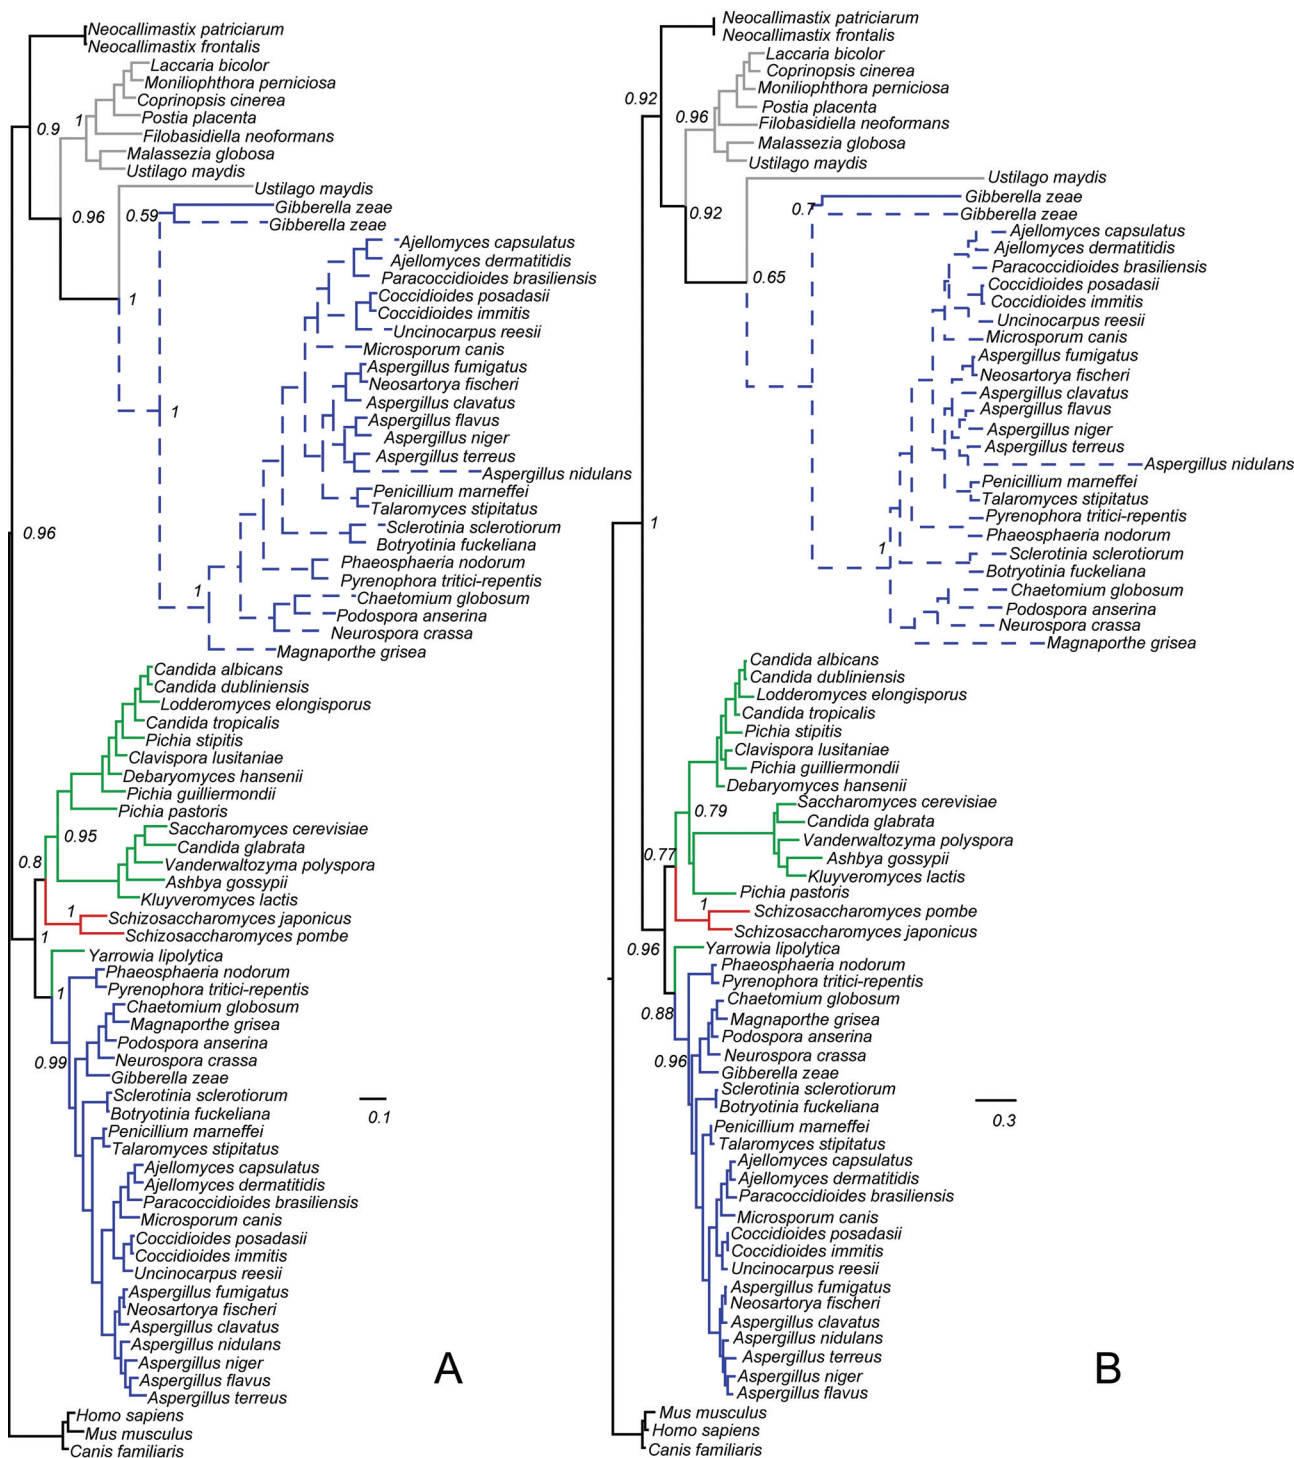 Neocallimastix patriciarum
Neocallimastix frontalis
Laccaria bicolor
Moniliophthora perniciosa
Coprinopsis cinerea
1
Postia placenta
0.9
Filobasidiella neoformans
Malassezia globosa
Ustilago maydis
Ustilago maydis
Gibberella zeae
0.96
0.59
Gibberella zeae
Ajellomyces capsulatus
Ajellomyces dermatitidis
Paracoccidioides brasiliensis
Coccidioides posadasii
1
Coccidioides immitis
Uncinocarpus reesii
Microsporum canis
Aspergillus fumigatus
Neosartorya fischeri
Aspergillus clavatus
1
Aspergillus flavus
Aspergillus niger
Aspergillus terreus
Aspergillus nidulans
Penicillium marneffei
Talaromyces stipitatus
Sclerotinia sclerotiorum
0.96
Botryotinia fuckeliana
Phaeosphaeria nodorum
Pyrenophora tritici-repentis
1
Chaetomium globosum
Podospora anserina
Neurospora crassa
Magnaporthe grisea
Candida albicans
Candida dubliniensis
Lodderomyces elongisporus
Candida tropicalis
Pichia stipitis
Clavispora lusitaniae
Debaryomyces hansenii
Pichia guilliermondii
Pichia pastoris
Saccharomyces cerevisiae
0.95
Candida glabrata
0.8
Vanderwaltozyma polyspora
Ashbya gossypii
Kluyveromyces lactis
1
Schizosaccharomyces japonicus
Schizosaccharomyces pombe
1
Yarrowia lipolytica
Phaeosphaeria nodorum
Pyrenophora tritici-repentis
1
Chaetomium globosum
Magnaporthe grisea
Podospora anserina
0.99
Neurospora crassa
Gibberella zeae
Sclerotinia sclerotiorum
Botryotinia fuckeliana
0.1
Penicillium marneffei
Talaromyces stipitatus
Ajellomyces capsulatus
Ajellomyces dermatitidis
Paracoccidioides brasiliensis
Microsporum canis
Coccidioides posadasii
Coccidioides immitis
Uncinocarpus reesii
Aspergillus fumigatus
Neosartorya fischeri
Aspergillus clavatus
Aspergillus nidulans
Aspergillus niger
Aspergillus flavus
Aspergillus terreus
A
Homo sapiens
Mus musculus
Canis familiaris
Neocallimastix patriciarum
Neocallimastix frontalis
Laccaria bicolor
Coprinopsis cinerea
Moniliophthora perniciosa
0.92
Postia placenta
0.96
Filobasidiella neoformans
Malassezia globosa
Ustilago maydis
Ustilago maydis
Gibberella zeae
0.7
0.92
Gibberella zeae
Ajellomyces capsulatus
Ajellomyces dermatitidis
Paracoccidioides brasiliensis
0.65
Coccidioides posadasii
Coccidioides immitis
Uncinocarpus reesii
Microsporum canis
Aspergillus fumigatus
Neosartorya fischeri
Aspergillus clavatus
Aspergillus flavus
Aspergillus niger
Aspergillus terreus
Aspergillus nidulans
Penicillium marneffei
Talaromyces stipitatus
Pyrenophora tritici-repentis
1
Phaeosphaeria nodorum
1
Sclerotinia sclerotiorum
Botryotinia fuckeliana
Chaetomium globosum
Podospora anserina
Neurospora crassa
Magnaporthe grisea
Candida albicans
Candida dubliniensis
Lodderomyces elongisporus
Candida tropicalis
Pichia stipitis
Clavispora lusitaniae
Pichia guilliermondii
Debaryomyces hansenii
Saccharomyces cerevisiae
0.79
Candida glabrata
Vanderwaltozyma polyspora
0.77
Ashbya gossypii
Kluyveromyces lactis
Pichia pastoris
1
Schizosaccharomyces pombe
Schizosaccharomyces japonicus
0.96
Yarrowia lipolytica
Phaeosphaeria nodorum
Pyrenophora tritici-repentis
Chaetomium globosum
0.88
Magnaporthe grisea
Podospora anserina
Neurospora crassa
0.96
Gibberella zeae
Sclerotinia sclerotiorum
Botryotinia fuckeliana
0.3
Penicillium marneffei
Talaromyces stipitatus
Ajellomyces capsulatus
Ajellomyces dermatitidis
Paracoccidioides brasiliensis
Microsporum canis
Coccidioides posadasii
Coccidioides immitis
Uncinocarpus reesii
Aspergillus fumigatus
Neosartorya fischeri
Aspergillus clavatus
Aspergillus nidulans
Aspergillus terreus
Aspergillus niger
Aspergillus flavus
B
Mus musculus
Homo sapiens
Canis familiaris